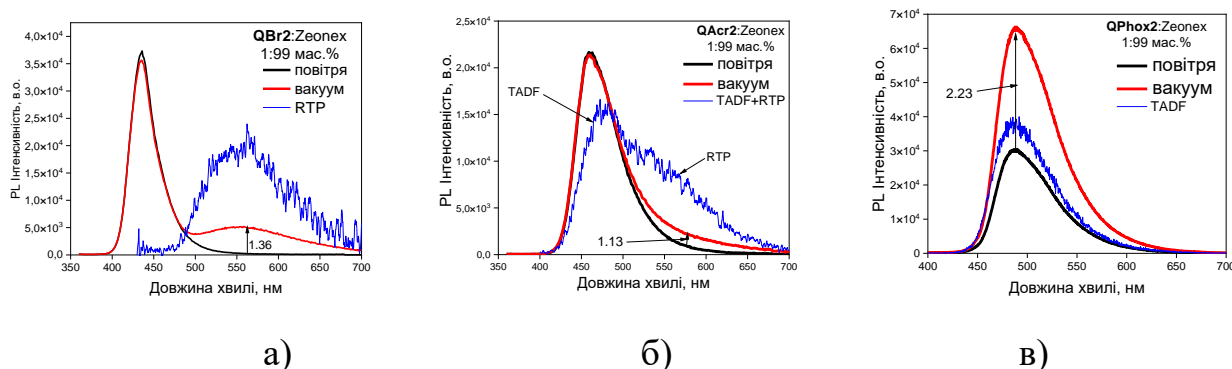 QBr2:Zeonex
1:99 мас.%
повітря
вакуум
RTP
1.36
PL Інтенсивність, в.о.
4,0x10⁴
3,5x10⁴
3,0x10⁴
2,5x10⁴
2,0x10⁴
1,5x10⁴
1,0x10⁴
5,0x10³
0,0
350 400 450 500 550 600 650 700
Довжина хвилі, нм
а)
QAcr2:Zeonex
1:99 мас.%
повітря
вакуум
TADF+RTP
TADF
RTP
1.13
PL Інтенсивність, в.о.
2,5x10⁴
2,0x10⁴
1,5x10⁴
1,0x10⁴
5,0x10³
0,0
350 400 450 500 550 600 650 700
Довжина хвилі, нм
б)
QPhox2:Zeonex
1:99 мас.%
повітря
вакуум
TADF
2.23
PL Інтенсивність, в.о.
7x10⁴
6x10⁴
5x10⁴
4x10⁴
3x10⁴
2x10⁴
1x10⁴
0
400 450 500 550 600 650 700
Довжина хвилі, нм
в)